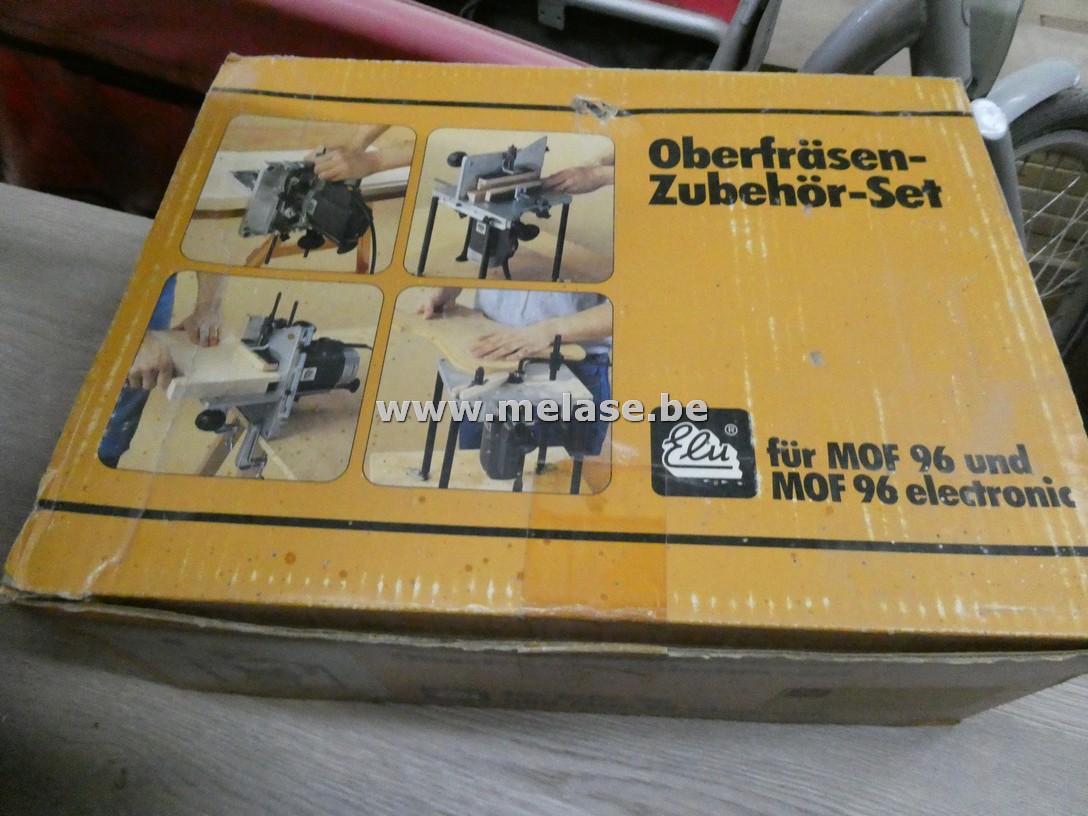 Oberfräsen-
Zubehör-Set
www.melase.be
Elu ®
für MOF 96 und
MOF 96 electronic